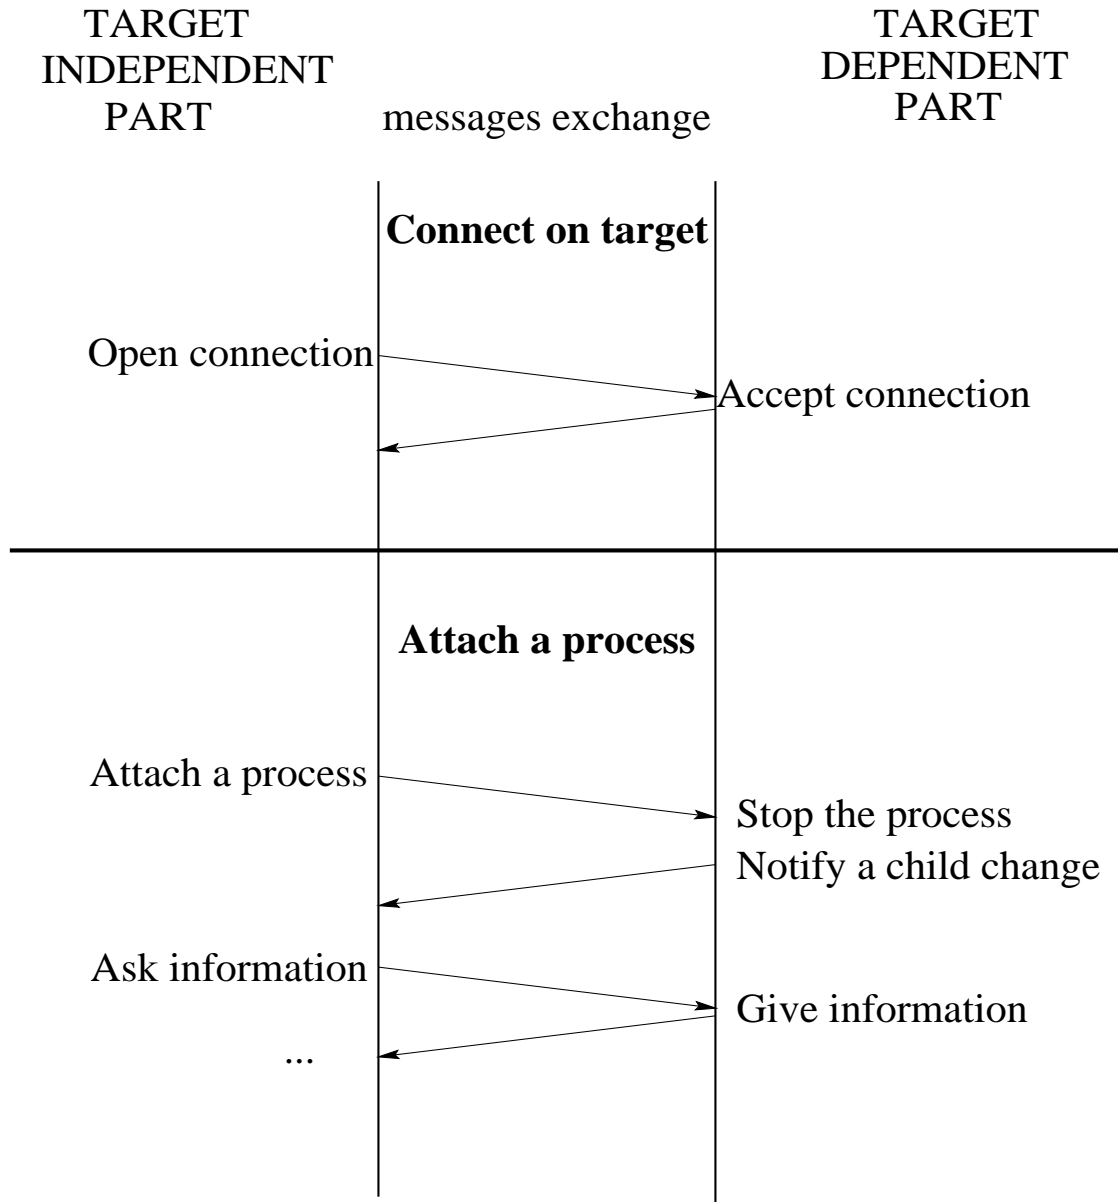 TARGET
INDEPENDENT
PART
messages exchange
TARGET
DEPENDENT
PART
Connect on target
Open connection
Accept connection
Attach a process
Attach a process
Stop the process
Notify a child change
Ask information
Give information
...